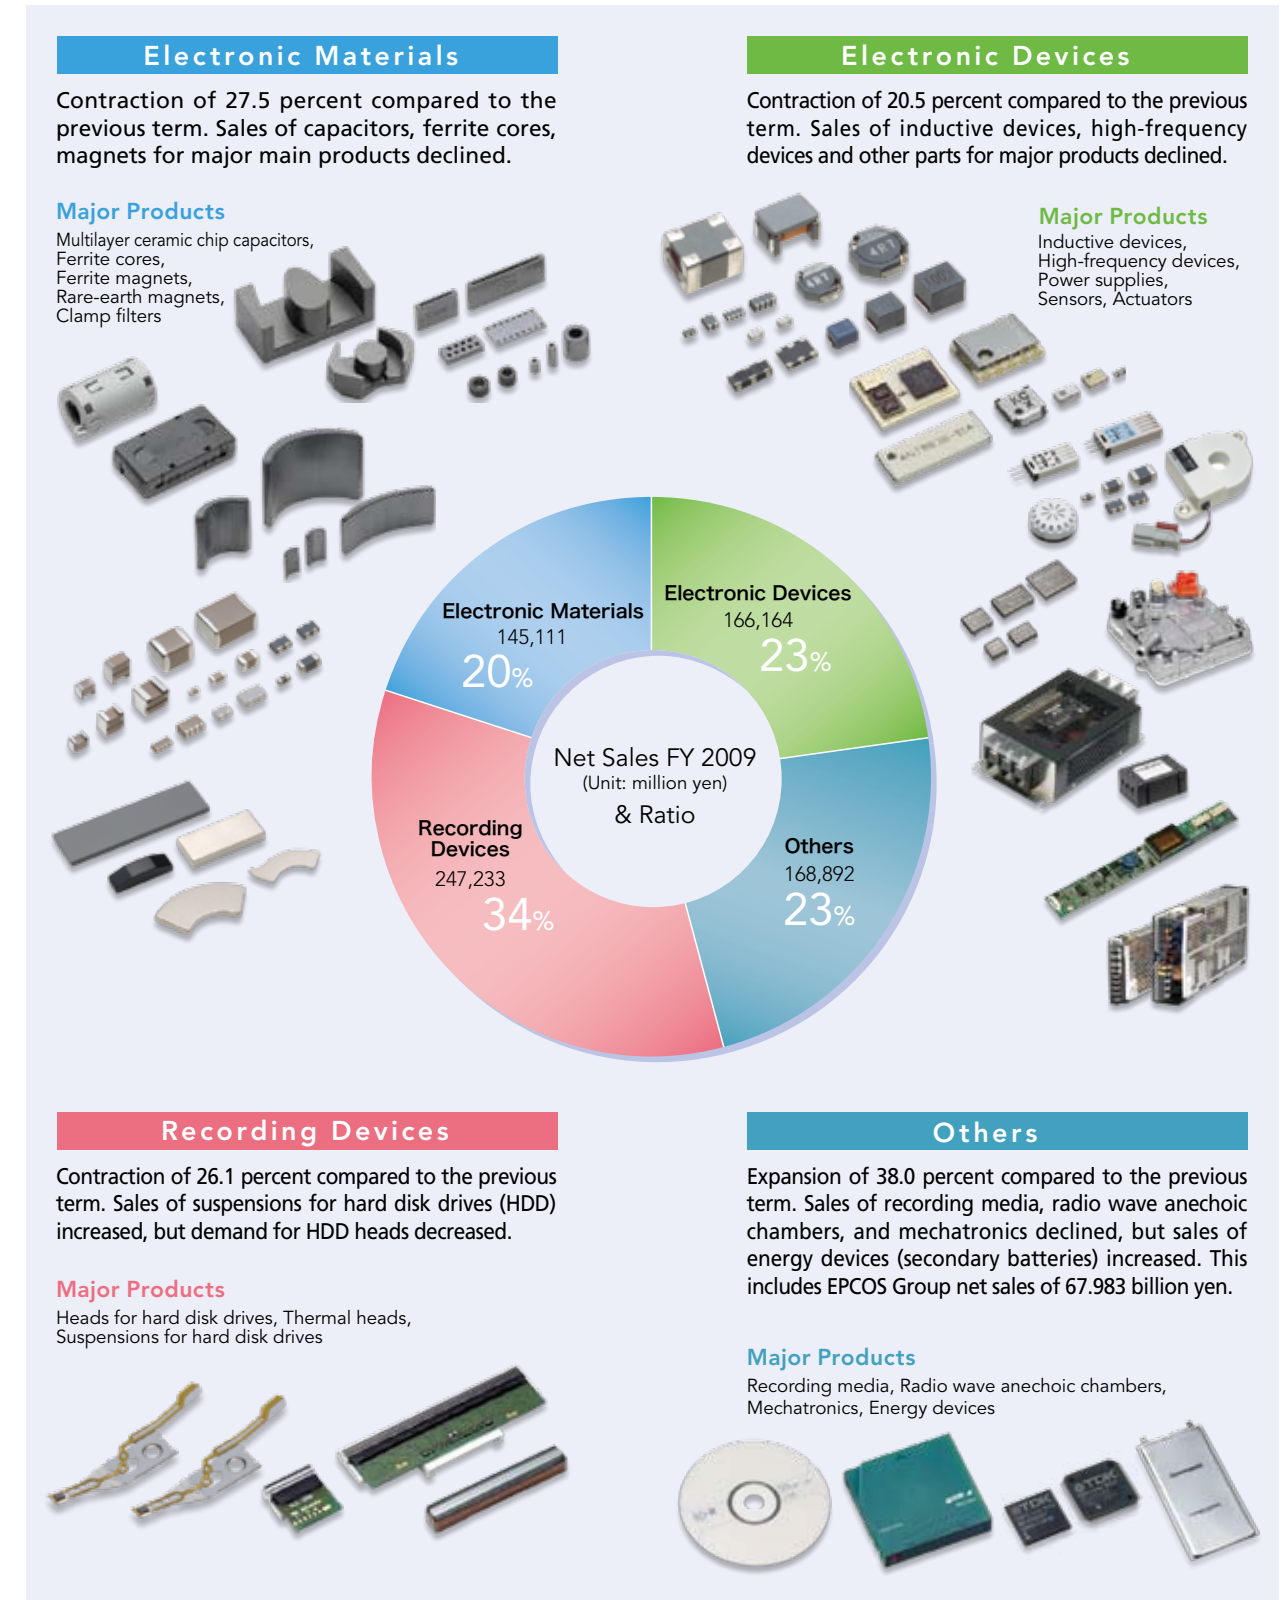 Electronic Materials
Contraction of 27.5 percent compared to the
previous term. Sales of capacitors, ferrite cores,
magnets for major main products declined.
Major Products
Multilayer ceramic chip capacitors,
Ferrite cores,
Ferrite magnets,
Rare-earth magnets,
Clamp filters
Electronic Devices
Contraction of 20.5 percent compared to the previous
term. Sales of inductive devices, high-frequency
devices and other parts for major products declined.
Major Products
Inductive devices,
High-frequency devices,
Power supplies,
Sensors, Actuators
4R7
100
Electronic Materials
145,111
20%
Electronic Devices
166,164
23%
Net Sales FY 2009
(Unit: million yen)
& Ratio
Recording
Devices
247,233
34%
Others
168,892
23%
Recording Devices
Contraction of 26.1 percent compared to the previous
term. Sales of suspensions for hard disk drives (HDD)
increased, but demand for HDD heads decreased.
Major Products
Heads for hard disk drives, Thermal heads,
Suspensions for hard disk drives
Others
Expansion of 38.0 percent compared to the previous
term. Sales of recording media, radio wave anechoic
chambers, and mechatronics declined, but sales of
energy devices (secondary batteries) increased. This
includes EPCOS Group net sales of 67.983 billion yen.
Major Products
Recording media, Radio wave anechoic chambers,
Mechatronics, Energy devices
TDK
TDK